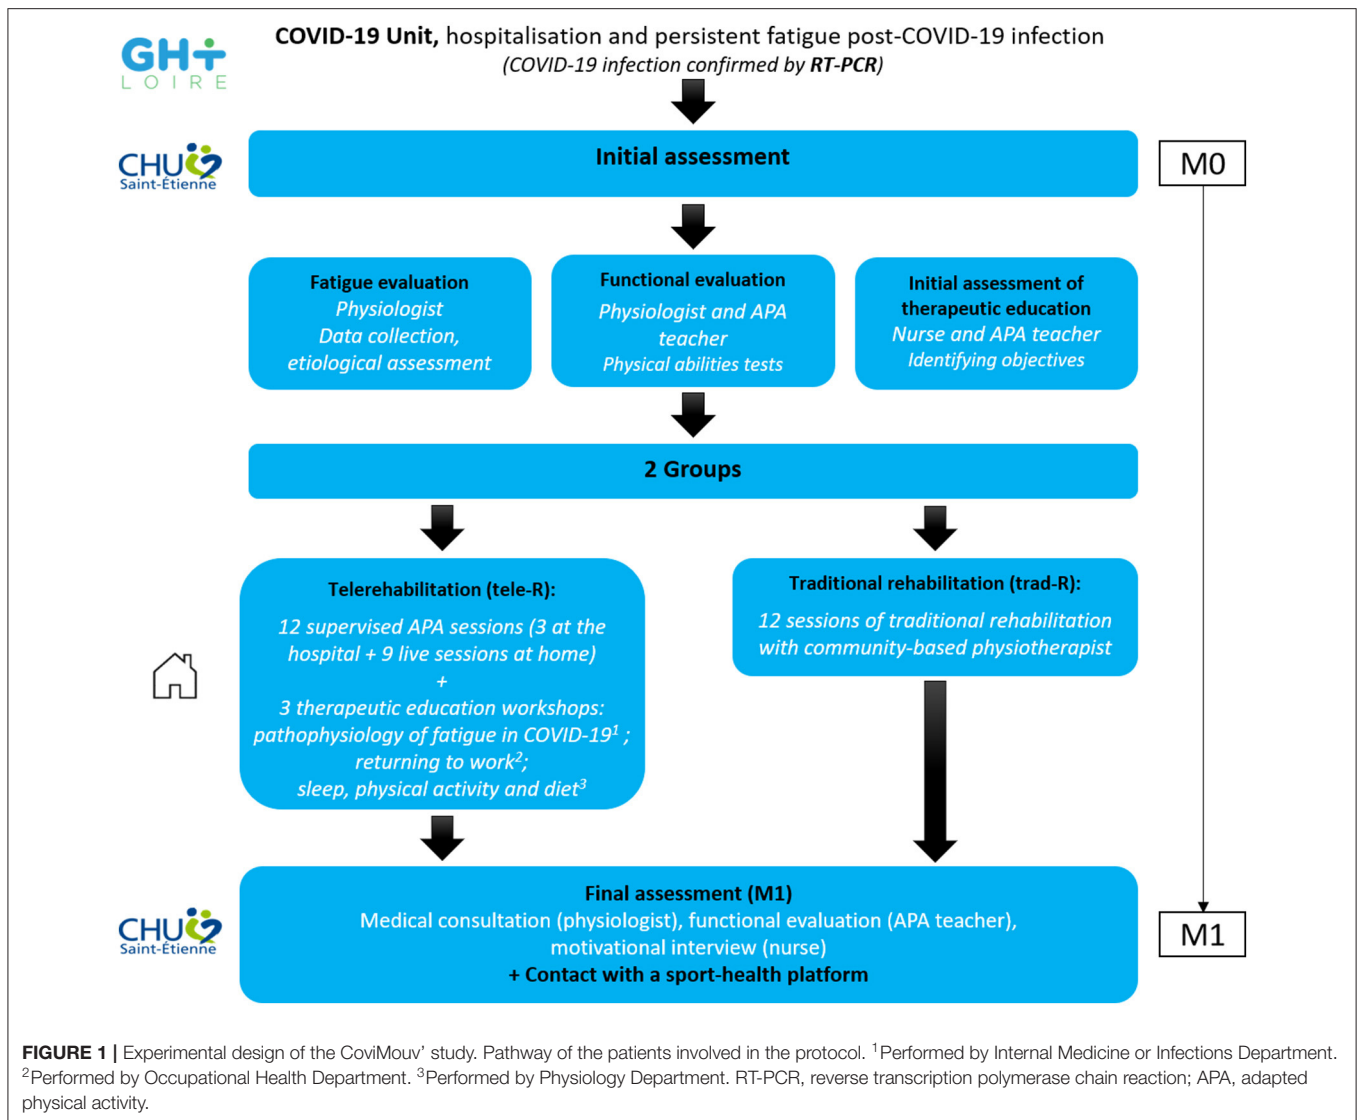 GH+
LOIRE
COVID-19 Unit, hospitalisation and persistent fatigue post-COVID-19 infection
(COVID-19 infection confirmed by RT-PCR)
CHU
Saint-Étienne
Initial assessment
M0
Fatigue evaluation
Physiologist
Data collection,
etiological assessment
Functional evaluation
Physiologist and APA
teacher
Physical abilities tests
Initial assessment of
therapeutic education
Nurse and APA teacher
Identifying objectives
2 Groups
Telerehabilitation (tele-R):
12 supervised APA sessions (3 at the
hospital + 9 live sessions at home)
+
3 therapeutic education workshops:
pathophysiology of fatigue in COVID-19¹ ;
returning to work²;
sleep, physical activity and diet³
Traditional rehabilitation (trad-R):
12 sessions of traditional rehabilitation
with community-based physiotherapist
CHU
Saint-Étienne
Final assessment (M1)
Medical consultation (physiologist), functional evaluation (APA teacher),
motivational interview (nurse)
+ Contact with a sport-health platform
M1
FIGURE 1 | Experimental design of the CoviMouv' study. Pathway of the patients involved in the protocol. ¹Performed by Internal Medicine or Infections Department.
²Performed by Occupational Health Department. ³Performed by Physiology Department. RT-PCR, reverse transcription polymerase chain reaction; APA, adapted
physical activity.